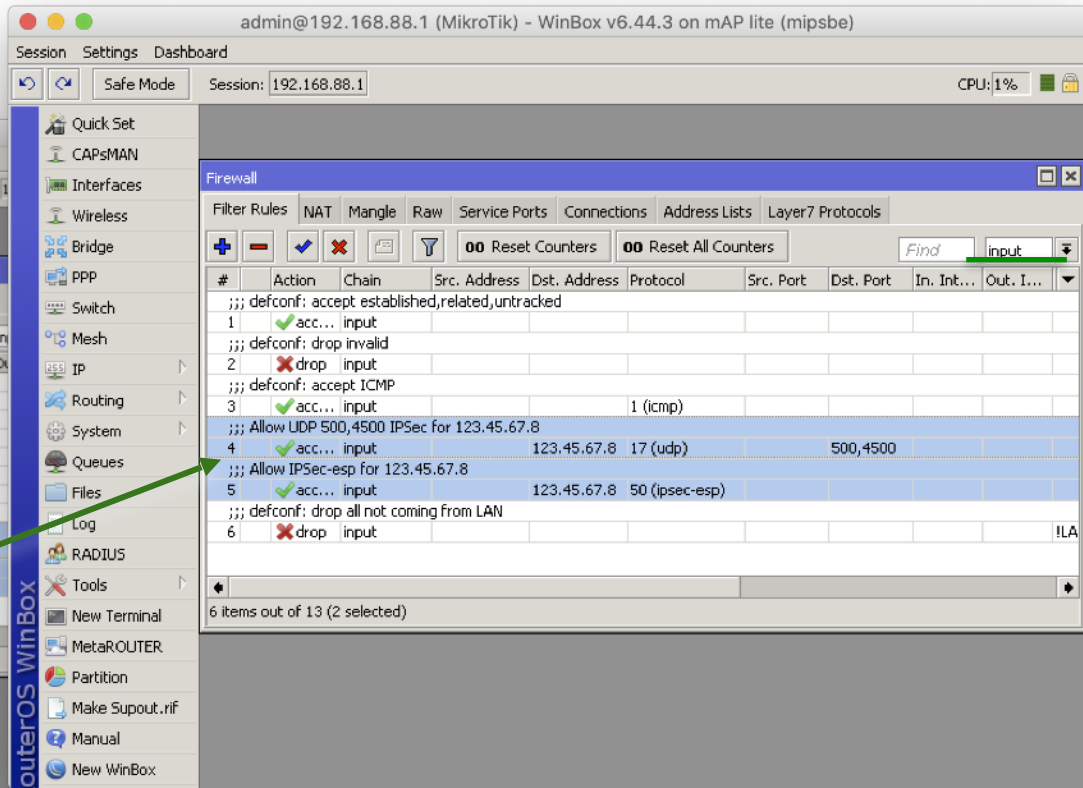 admin@192.168.88.1 (MikroTik) - WinBox v6.44.3 on mAP lite (mipsbe)
Session Settings Dashboard
Safe Mode Session: 192.168.88.1 CPU: 1%
Quick Set
CAPsMAN
Interfaces
Wireless
Bridge
PPP
Switch
Mesh
255 IP
Routing
System
Queues
Files
Log
RADIUS
Tools
New Terminal
MetaROUTER
Partition
Make Supout.rif
Manual
New WinBox
outerOS WinBox
Firewall
Filter Rules NAT Mangle Raw Service Ports Connections Address Lists Layer7 Protocols
00 Reset Counters 00 Reset All Counters Find input
# Action Chain Src. Address Dst. Address Protocol Src. Port Dst. Port In. Int... Out. I...
;;; defconf: accept established,related,untracked
1 acc... input
;;; defconf: drop invalid
2 drop input
;;; defconf: accept ICMP
3 acc... input 1 (icmp)
;;; Allow UDP 500,4500 IPSec for 123.45.67.8
4 acc... input 123.45.67.8 17 (udp) 500,4500
;;; Allow IPSec-esp for 123.45.67.8
5 acc... input 123.45.67.8 50 (ipsec-esp)
;;; defconf: drop all not coming from LAN
6 drop input !LA
6 items out of 13 (2 selected)